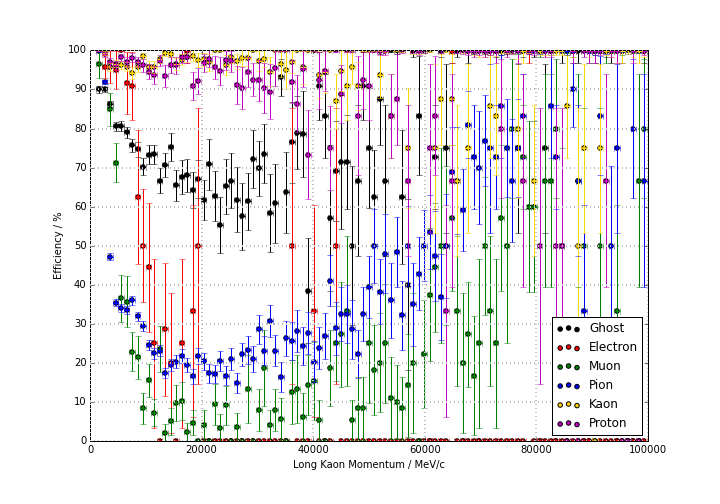 100
90
80
70
60
50
40
30
20
10
0
Efficiency / %
0
20000
40000
60000
80000
100000
Long Kaon Momentum / MeV/c
Ghost
Electron
Muon
Pion
Kaon
Proton